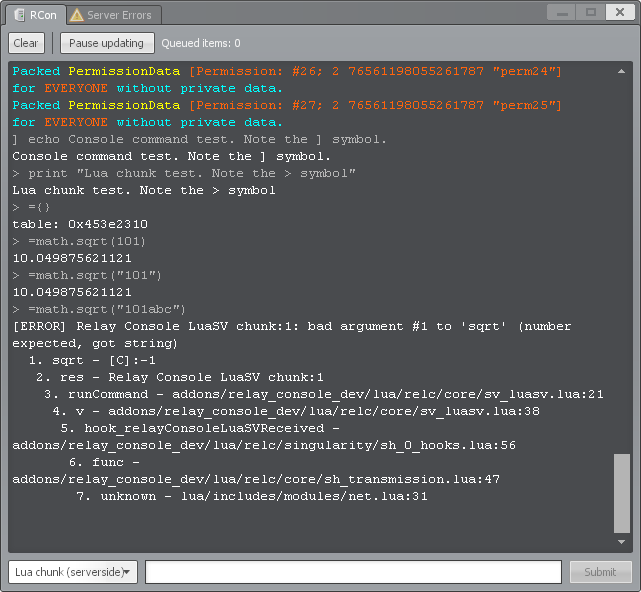 RCon
Server Errors
Clear
Pause updating
Queued items: 0
Packed PermissionData [Permission: #26; 2 76561198055261787 "perm24"]
for EVERYONE without private data.
Packed PermissionData [Permission: #27; 2 76561198055261787 "perm25"]
for EVERYONE without private data.
] echo Console command test. Note the ] symbol.
Console command test. Note the ] symbol.
> print "Lua chunk test. Note the > symbol"
Lua chunk test. Note the > symbol
> ={}
table: 0x453e2310
> =math.sqrt(101)
10.049875621121
> =math.sqrt("101")
10.049875621121
> =math.sqrt("101abc")
[ERROR] Relay Console LuaSV chunk:1: bad argument #1 to 'sqrt' (number
expected, got string)
1. sqrt - [C]:-1
2. res - Relay Console LuaSV chunk:1
3. runCommand - addons/relay_console_dev/lua/relc/core/sv_luasv.lua:21
4. v - addons/relay_console_dev/lua/relc/core/sv_luasv.lua:38
5. hook_relayConsoleLuaSVReceived -
addons/relay_console_dev/lua/relc/singularity/sh_0_hooks.lua:56
6. func -
addons/relay_console_dev/lua/relc/core/sh_transmission.lua:47
7. unknown - lua/includes/modules/net.lua:31
Lua chunk (serverside)
Submit